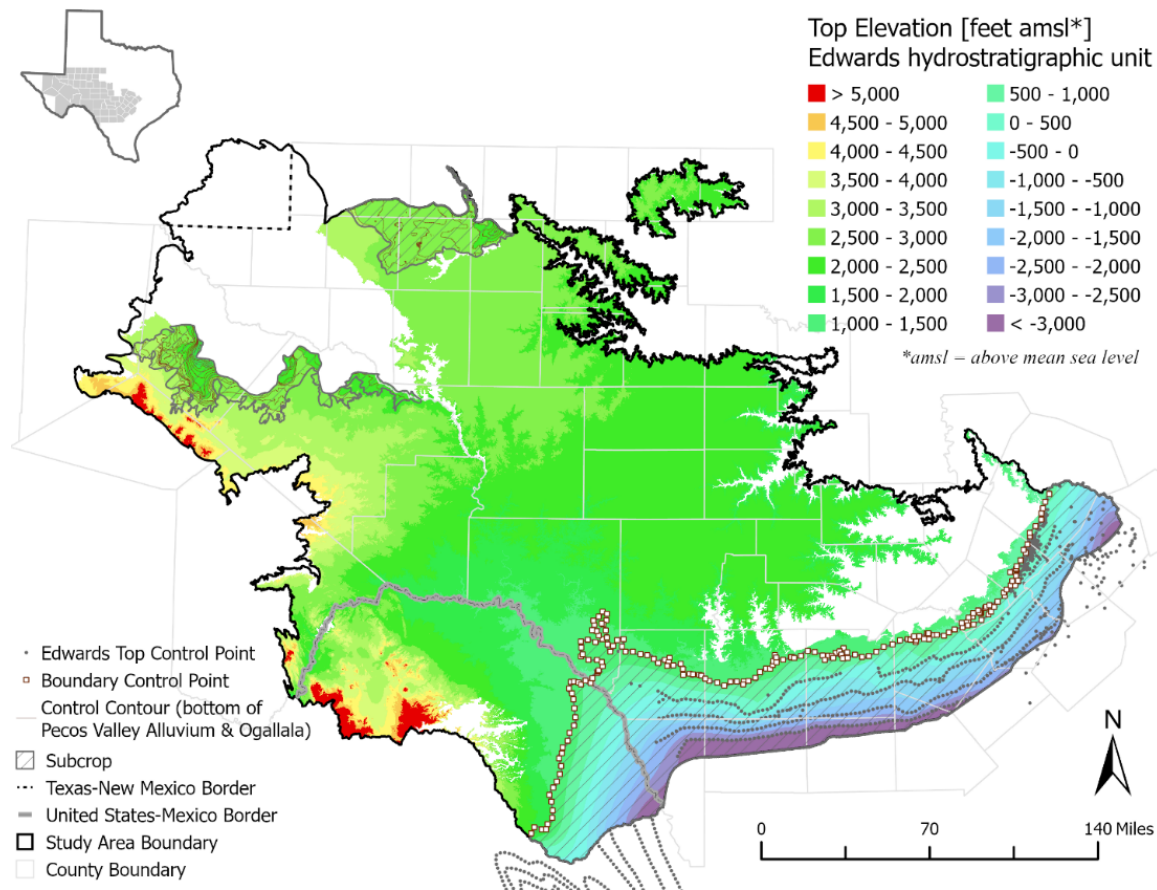 Top Elevation [feet amsl*]
Edwards hydrostratigraphic unit
> 5,000
4,500 - 5,000
4,000 - 4,500
3,500 - 4,000
3,000 - 3,500
2,500 - 3,000
2,000 - 2,500
1,500 - 2,000
1,000 - 1,500
500 - 1,000
0 - 500
-500 - 0
-1,000 - -500
-1,500 - -1,000
-2,000 - -1,500
-2,500 - -2,000
-3,000 - -2,500
< -3,000
*amsl = above mean sea level
Edwards Top Control Point
Boundary Control Point
Control Contour (bottom of
Pecos Valley Alluvium & Ogallala)
Subcrop
Texas-New Mexico Border
United States-Mexico Border
Study Area Boundary
County Boundary
N
0 70 140 Miles